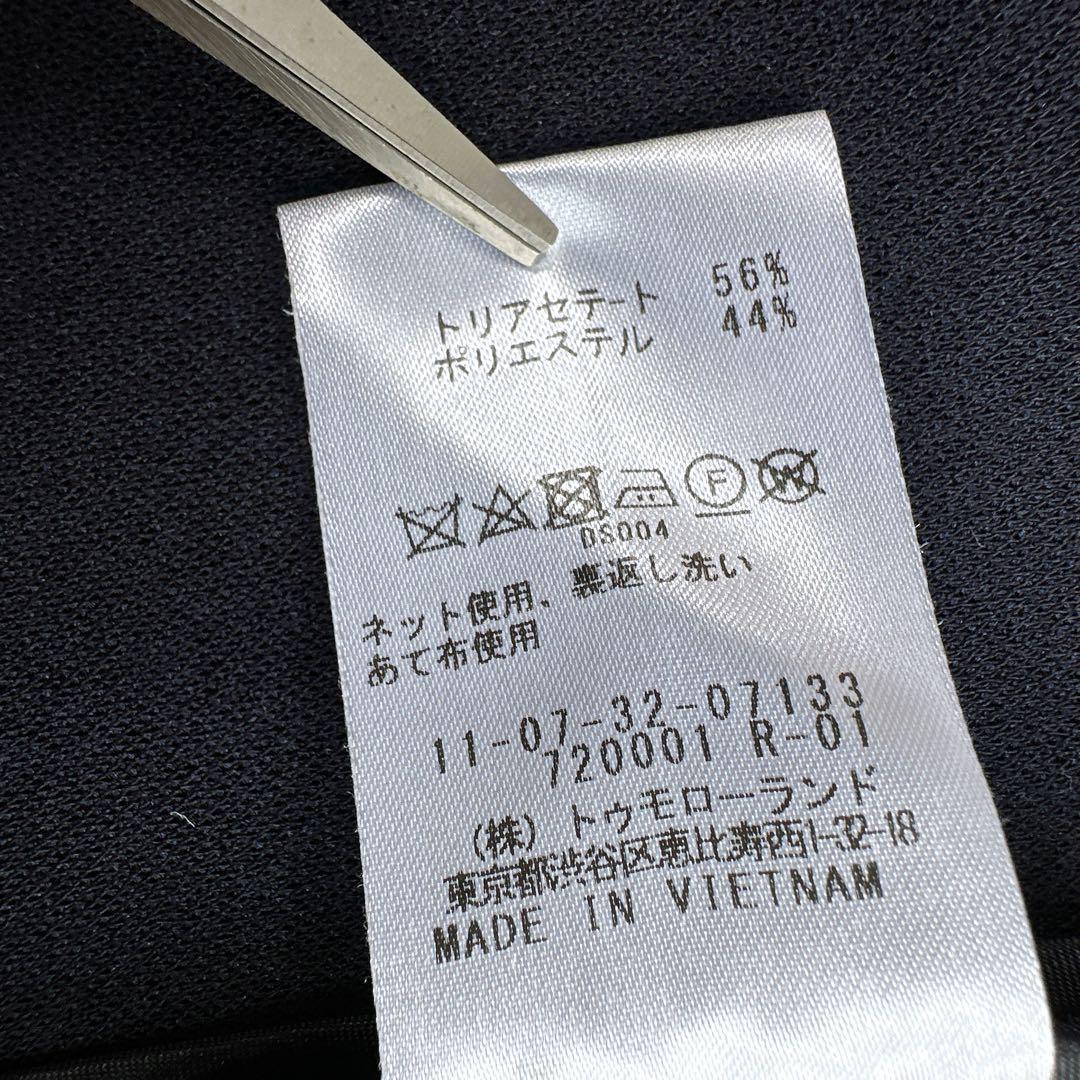 トリアセテート 56%
ポリエステル 44%
F W
DS004
ネット使用、裏返し洗い
あて布使用
11-07-32-07133
720001 R-01
(株) トゥモローランド
東京都渋谷区恵比寿西1-32-18
MADE IN VIETNAM